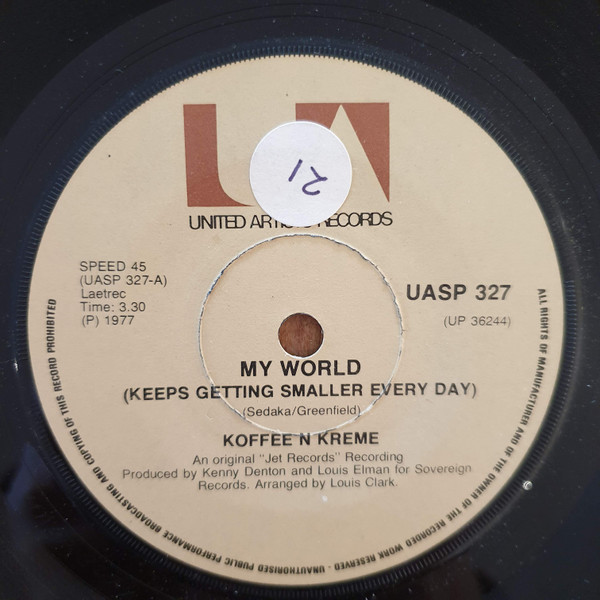 UA
21
UNITED ARTISTS RECORDS
SPEED 45
(UASP 327-A)
Laetrec
Time: 3.30
(P) 1977
UASP 327
(UP 36244)
MY WORLD
(KEEPS GETTING SMALLER EVERY DAY)
(Sedaka/Greenfield)
KOFFEE N KREME
An original "Jet Records" Recording
Produced by Kenny Denton and Louis Elman for Sovereign
Records. Arranged by Louis Clark.
ALL RIGHTS OF MANUFACTURER AND OF THE OWNER OF THE RECORDED WORK RESERVED - UNAUTHORISED PUBLIC PERFORMANCE BROADCASTING AND COPYING OF THIS RECORD PROHIBITED